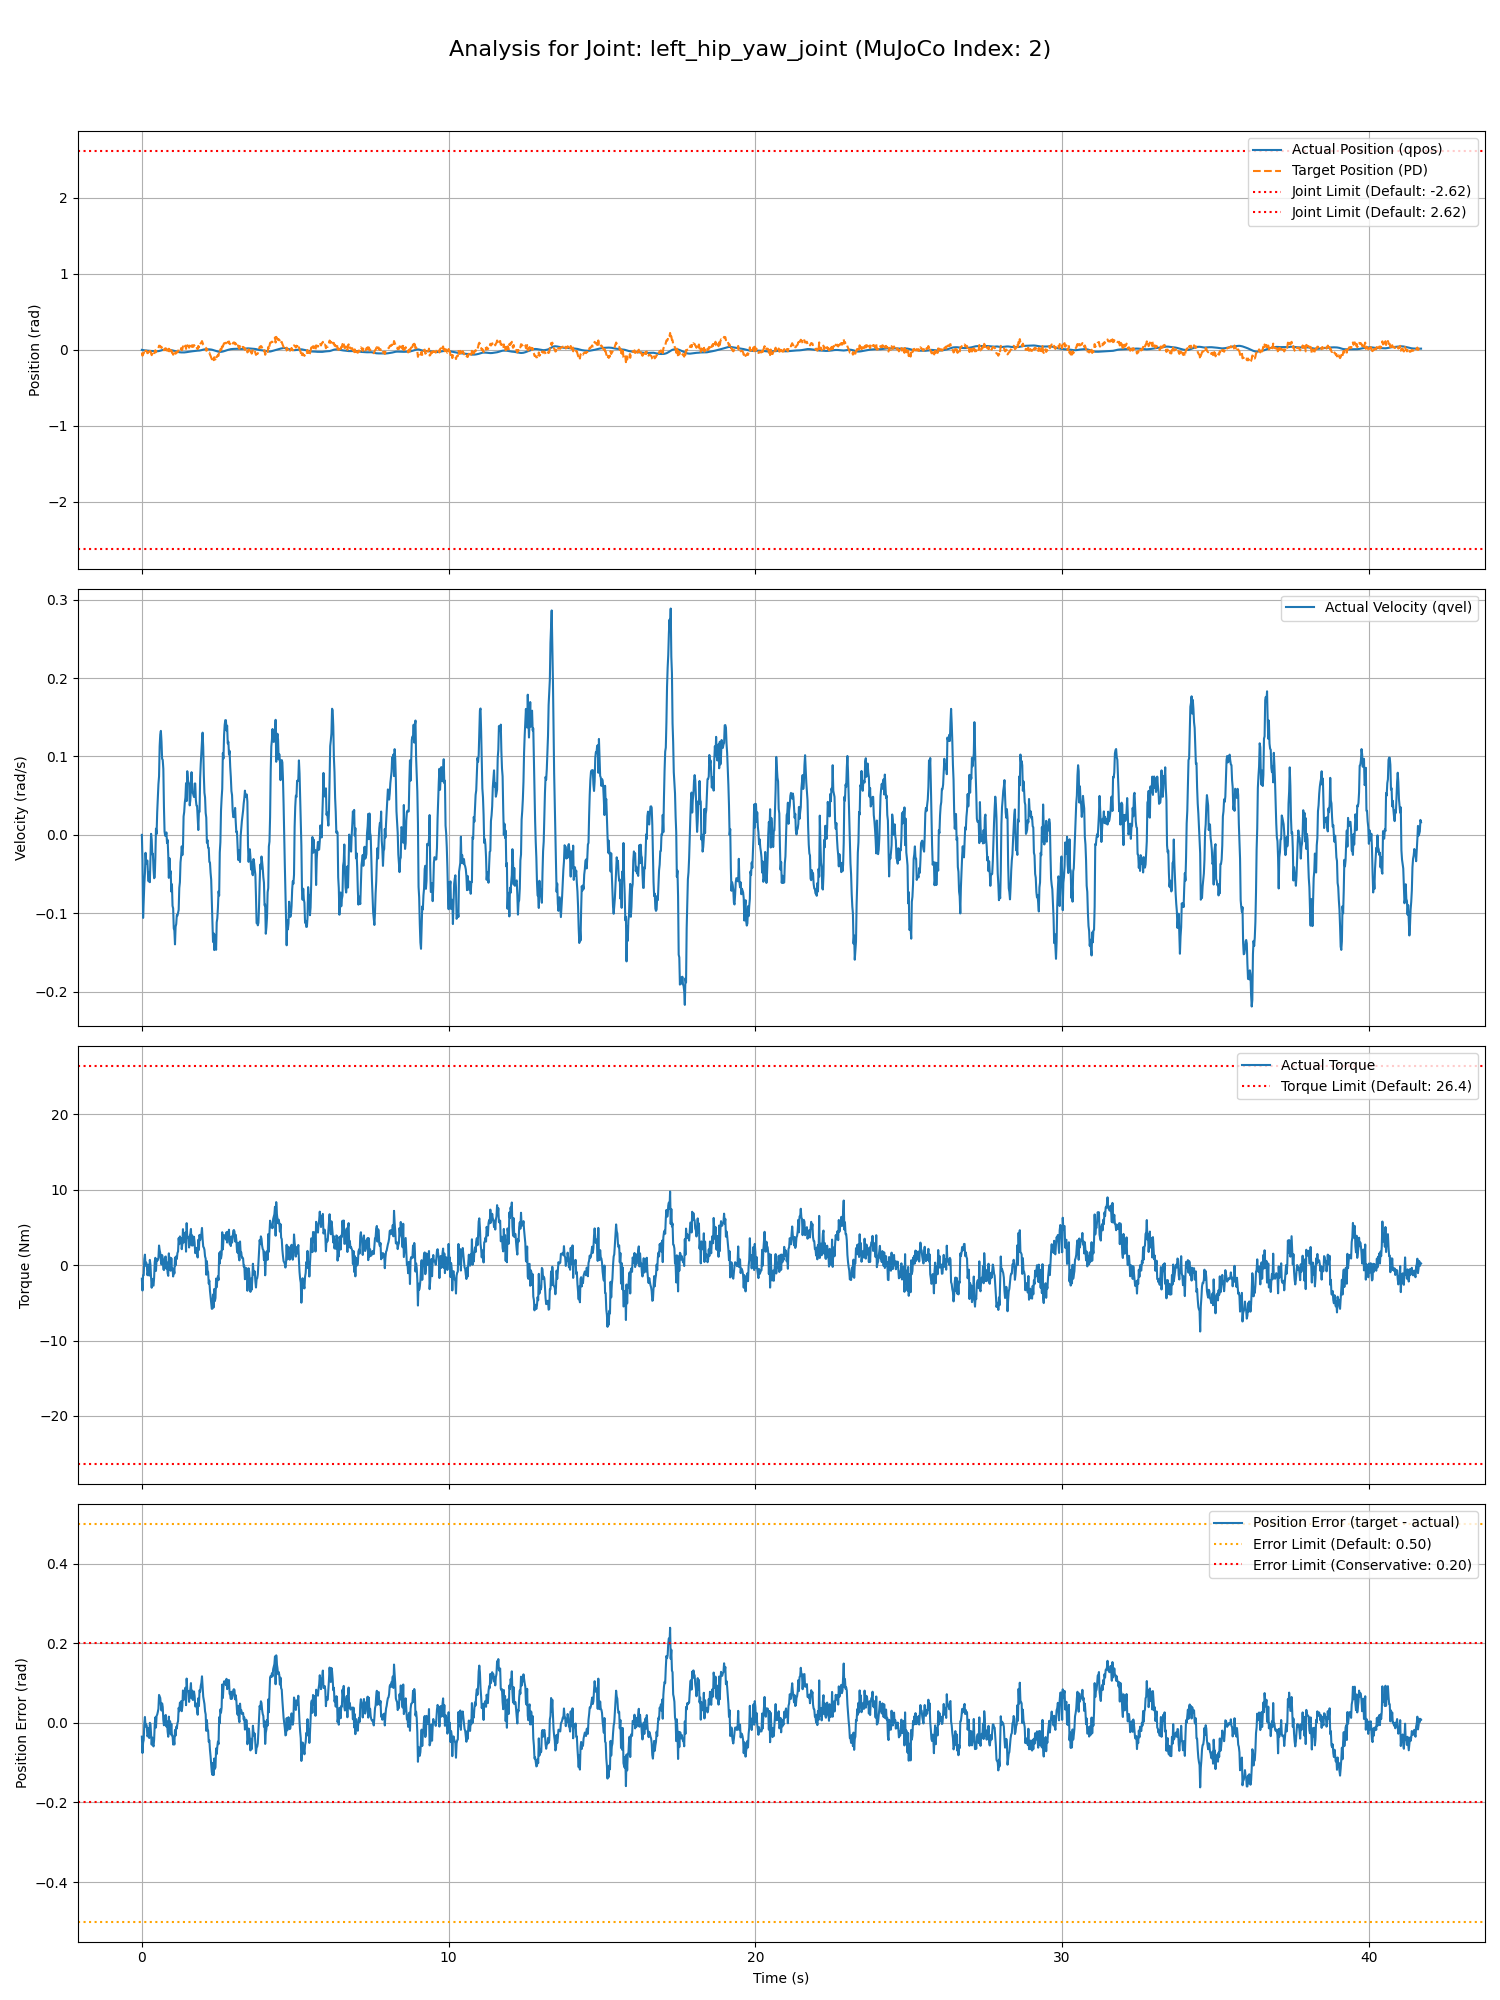 Analysis for Joint: left_hip_yaw_joint (MuJoCo Index: 2)
Position (rad)
2
1
0
−1
−2
Actual Position (qpos)
Target Position (PD)
Joint Limit (Default: -2.62)
Joint Limit (Default: 2.62)
Velocity (rad/s)
0.3
0.2
0.1
0.0
−0.1
−0.2
Actual Velocity (qvel)
Torque (Nm)
20
10
0
−10
−20
Actual Torque
Torque Limit (Default: 26.4)
Position Error (rad)
0.4
0.2
0.0
−0.2
−0.4
Position Error (target - actual)
Error Limit (Default: 0.50)
Error Limit (Conservative: 0.20)
0
10
20
30
40
Time (s)